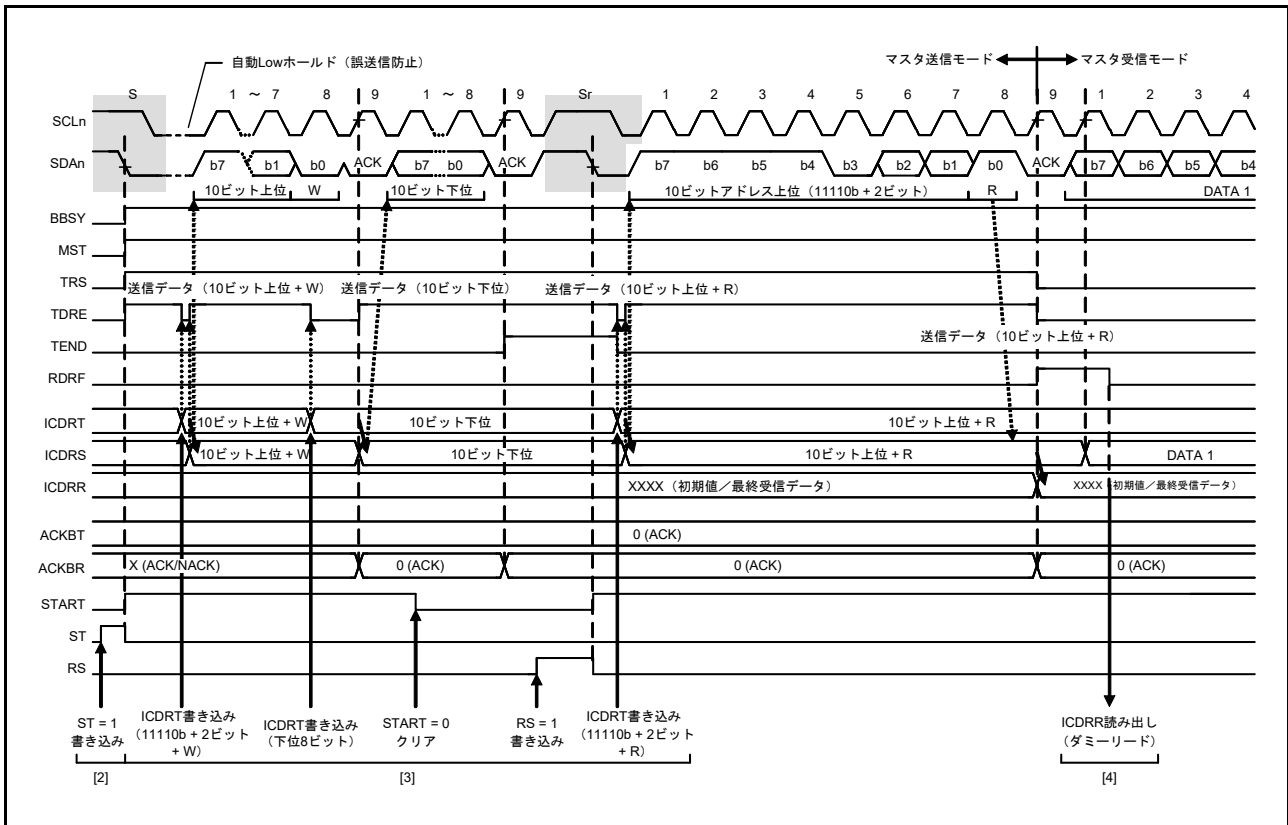 自動Lowホールド（誤送信防止）
マスタ送信モード マスタ受信モード
S 1 ～ 7 8 9 1 ～ 8 9 Sr 1 2 3 4 5 6 7 8 9 1 2 3 4
SCLn
SDAn b7 b1 b0 ACK b7 b0 ACK b7 b6 b5 b4 b3 b2 b1 b0 ACK b7 b6 b5 b4
10ビット上位 W 10ビット下位 10ビットアドレス上位（11110b + 2ビット） R DATA 1
BBSY
MST
TRS
送信データ（10ビット上位 + W） 送信データ（10ビット下位） 送信データ（10ビット上位 + R）
TDRE
送信データ（10ビット上位 + R）
TEND
RDRF
ICDRT 10ビット上位 + W 10ビット下位 10ビット上位 + R
ICDRS 10ビット上位 + W 10ビット下位 10ビット上位 + R DATA 1
ICDRR XXXX（初期値／最終受信データ） XXXX（初期値／最終受信データ）
ACKBT 0 (ACK)
ACKBR X (ACK/NACK) 0 (ACK) 0 (ACK) 0 (ACK)
START
ST
RS
ST = 1
書き込み
ICDRT書き込み
（11110b + 2ビット
+ W）
ICDRT書き込み
（下位8ビット）
START = 0
クリア
RS = 1
書き込み
ICDRT書き込み
（11110b + 2ビット
+ R）
ICDRR読み出し
（ダミーリード）
[2] [3] [4]